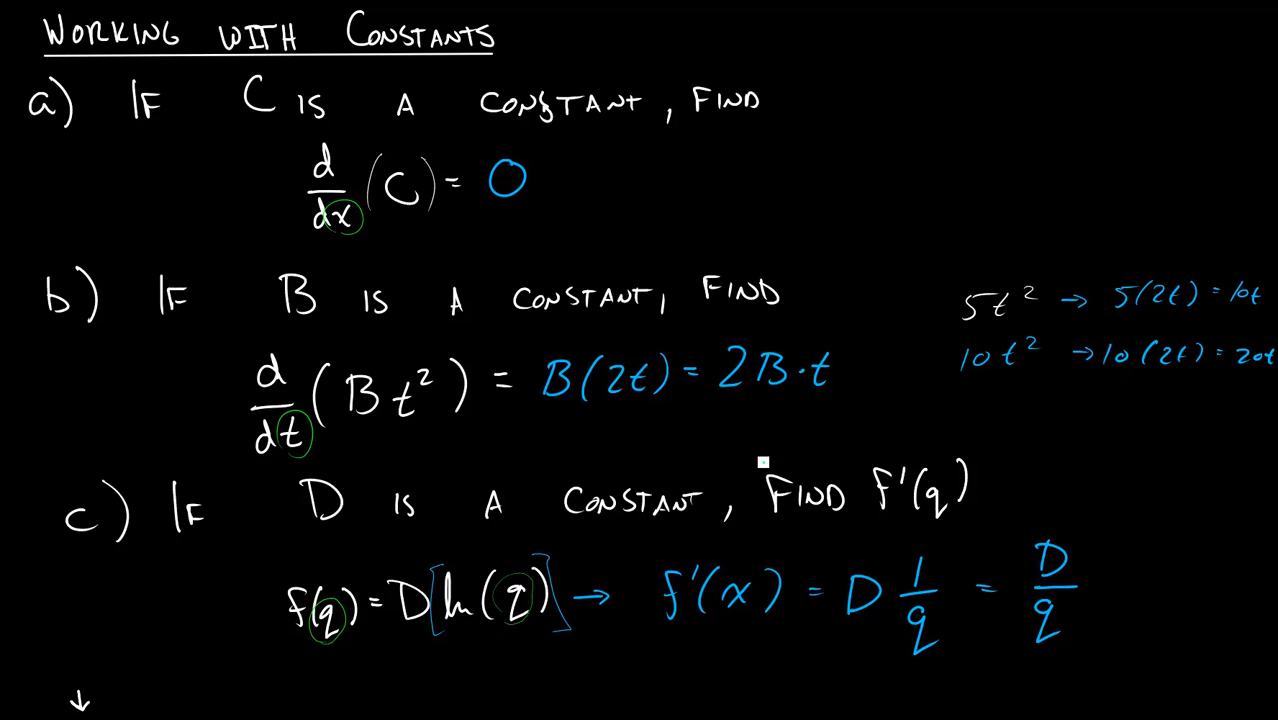 WORKING WITH CONSTANTS
a) IF C IS A CONSTANT, FIND
d/dx (C) = 0
b) IF B IS A CONSTANT, FIND
5t² → 5(2t) = 10t
10t² → 10(2t) = 20t
d/dt (Bt²) = B(2t) = 2B·t
c) IF D IS A CONSTANT, FIND f'(q)
f(q) = D[ln(q)] → f'(x) = D 1/q = D/q
↓